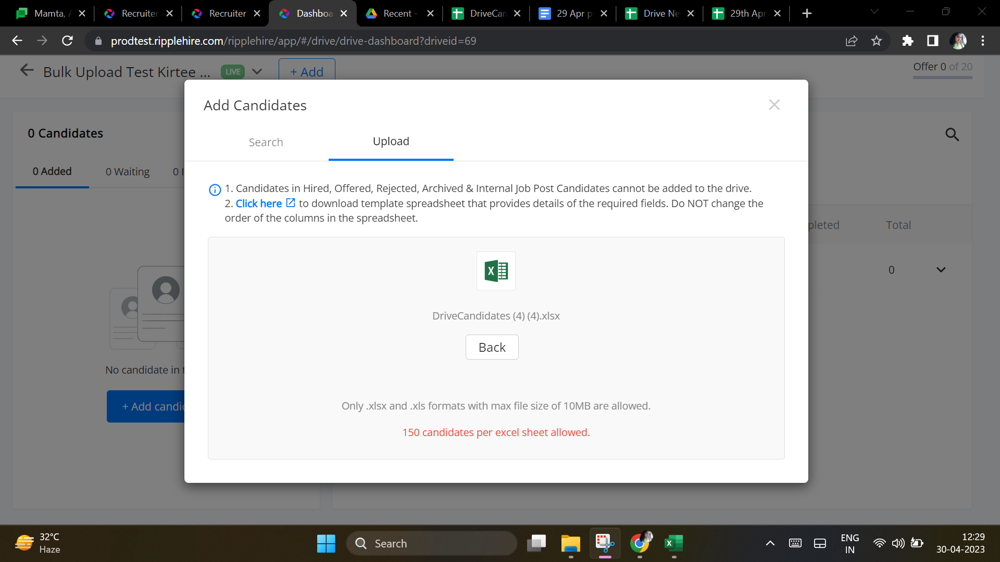 Mamta, A
Recruiter
Recruiter
Dashboa
Recent -
DriveCan
29 Apr p
Drive Ne
29th Apr
prodtest.ripplehire.com/ripplehire/app/#/drive/drive-dashboard?driveid=69
Bulk Upload Test Kirtee ...
LIVE
+ Add
Offer 0 of 20
Add Candidates
0 Candidates
Search
Upload
0 Added
0 Waiting
0 I
1. Candidates in Hired, Offered, Rejected, Archived & Internal Job Post Candidates cannot be added to the drive.
2. Click here to download template spreadsheet that provides details of the required fields. Do NOT change the
order of the columns in the spreadsheet.
pleted
Total
X
0
DriveCandidates (4) (4).xlsx
Back
No candidate in t
+ Add candid
Only .xlsx and .xls formats with max file size of 10MB are allowed.
150 candidates per excel sheet allowed.
32°C
Haze
Search
X
ENG
IN
12:29
30-04-2023